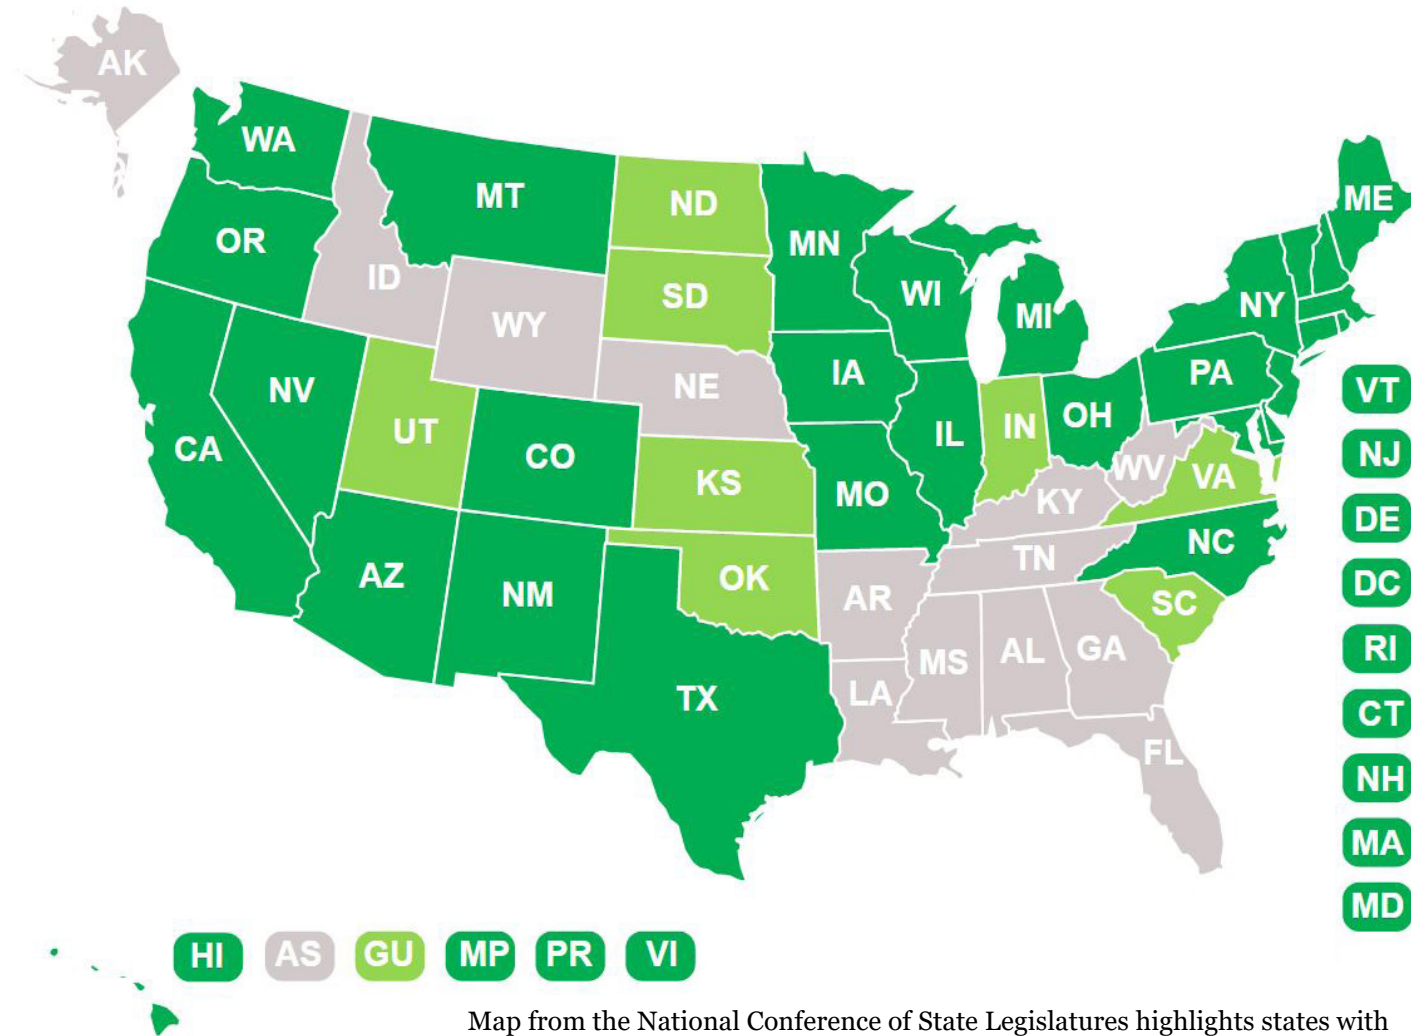 AK
WA
MT
ND
MN
ME
OR
ID
SD
WI
MI
NY
WY
IA
PA
NV
NE
IL
IN
OH
VT
CA
UT
CO
KS
MO
WV
VA
NJ
KY
DE
AZ
NM
OK
AR
TN
NC
DC
SC
MS
AL
GA
RI
TX
LA
CT
FL
NH
MA
MD
HI AS GU MP PR VI
Map from the National Conference of State Legislatures highlights states with